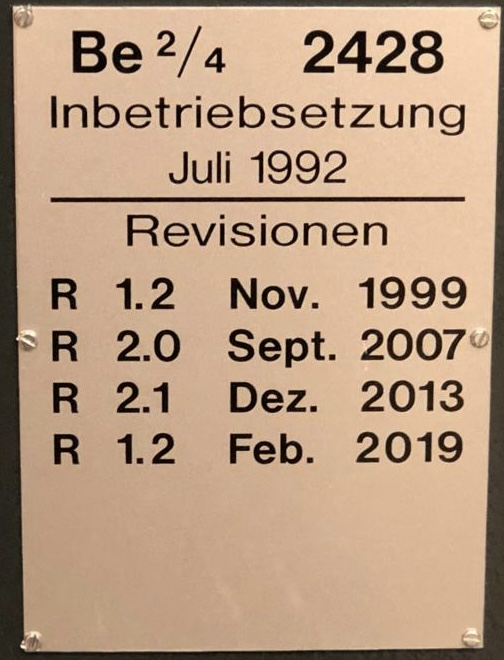 Be 2/4 2428
Inbetriebsetzung
Juli 1992
Revisionen
R 1.2 Nov. 1999
R 2.0 Sept. 2007
R 2.1 Dez. 2013
R 1.2 Feb. 2019